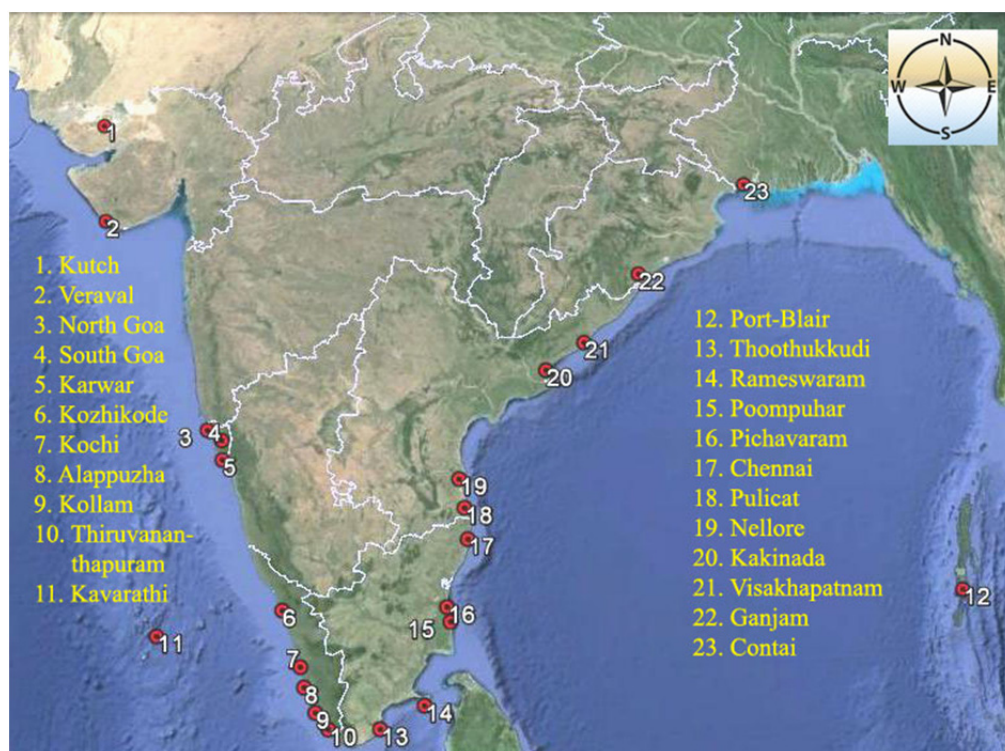 N
W E
S
1
2
23
22
21
20
3 4
5
19
18
17
16
15
6
7
8
9
10
11
12
13
14
1. Kutch
2. Veraval
3. North Goa
4. South Goa
5. Karwar
6. Kozhikode
7. Kochi
8. Alappuzha
9. Kollam
10. Thiruvanan-
thapuram
11. Kavarathi
12. Port-Blair
13. Thoothukkudi
14. Rameswaram
15. Poompuhar
16. Pichavaram
17. Chennai
18. Pulicat
19. Nellore
20. Kakinada
21. Visakhapatnam
22. Ganjam
23. Contai